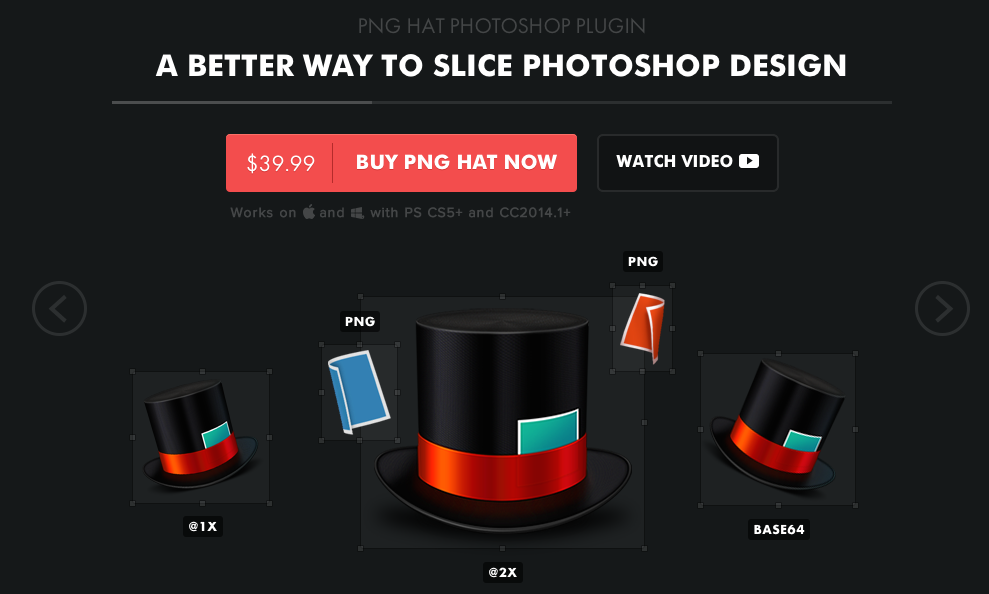 PNG HAT PHOTOSHOP PLUGIN
A BETTER WAY TO SLICE PHOTOSHOP DESIGN
$39.99 BUY PNG HAT NOW
WATCH VIDEO
Works on and with PS CS5+ and CC2014.1+
PNG
PNG
@1X
BASE64
@2X